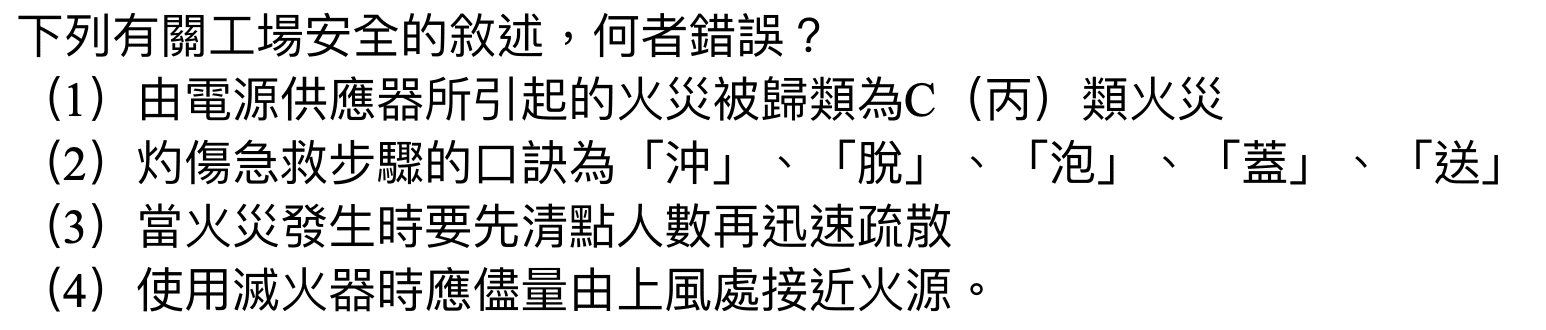 下列有關工場安全的敘述，何者錯誤？
（1）由電源供應器所引起的火災被歸類為C（丙）類火災
（2）灼傷急救步驟的口訣為「沖」、「脫」、「泡」、「蓋」、「送」
（3）當火災發生時要先清點人數再迅速疏散
（4）使用滅火器時應儘量由上風處接近火源。